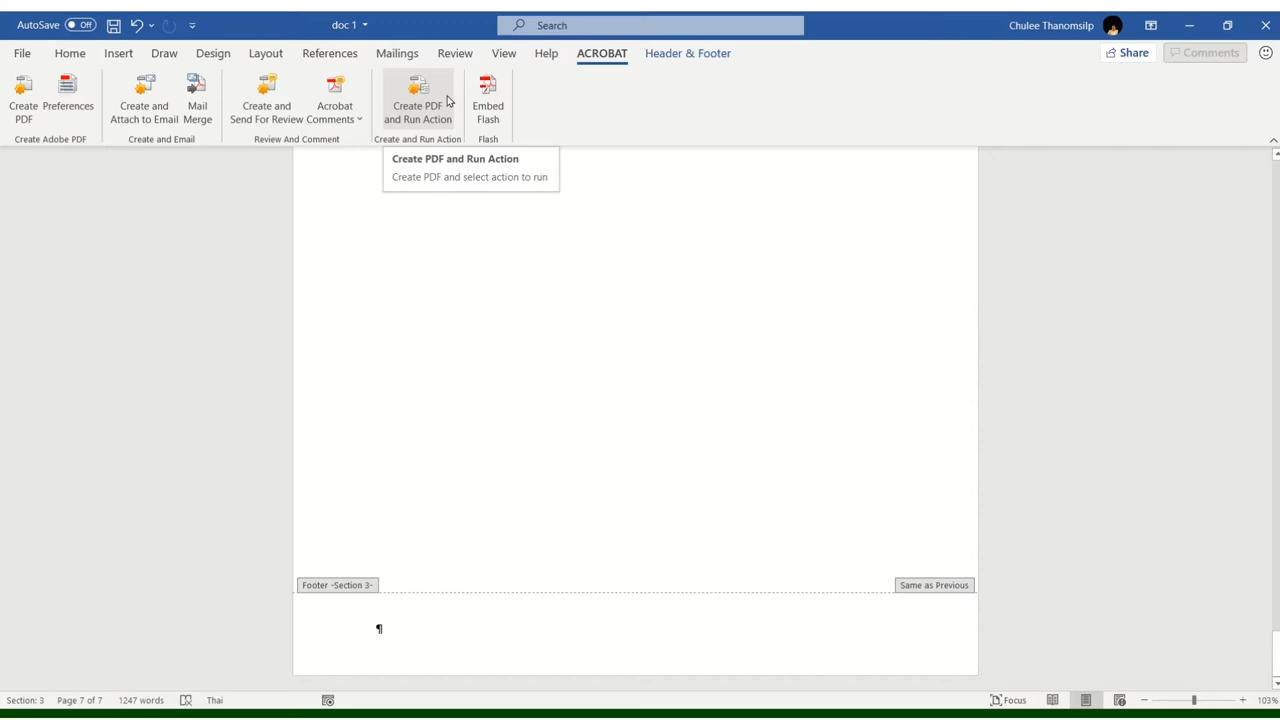 AutoSave Off doc 1 Search Chulee Thanomsilp
File Home Insert Draw Design Layout References Mailings Review View Help ACROBAT Header & Footer Share Comments
Create PDF
Preferences
Create Adobe PDF
Create and Attach to Email
Mail Merge
Create and Email
Create and Send For Review
Acrobat Comments
Review And Comment
Create PDF and Run Action
Create and Run Action
Embed Flash
Flash
Create PDF and Run Action
Create PDF and select action to run
Footer -Section 3- Same as Previous
¶
Section: 3 Page 7 of 7 1247 words Thai Focus 103%